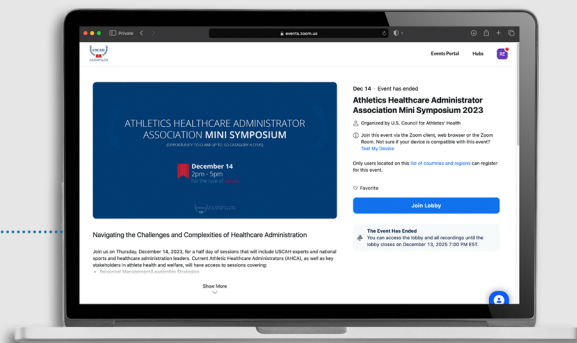 Private
events.zoom.us
USCAH
Events Portal
Hubs
ATHLETICS HEALTHCARE ADMINISTRATOR
ASSOCIATION MINI SYMPOSIUM
December 14
2pm - 5pm
Dec 14 · Event has ended
Athletics Healthcare Administrator
Association Mini Symposium 2023
Organized by U.S. Council for Athletes' Health
Join this event via the Zoom client, web browser or the Zoom
Room. Not sure if your device is compatible with this event?
Test My Device
Only users located on this list of countries and regions can register
for this event.
Favorite
Join Lobby
The Event Has Ended
You can access the lobby and all recordings until the
lobby closes on December 13, 2025 7:00 PM EST.
Navigating the Challenges and Complexities of Healthcare Administration
Join us on Thursday, December 14, 2023, for a half day of sessions that will include USCAH experts and national
sports and healthcare administration leaders. Current Athletic Healthcare Administrators (AHCA), as well as key
stakeholders in athlete health and welfare, will have access to sessions covering:
• Personnel Management/Leadership Strategies
Show More